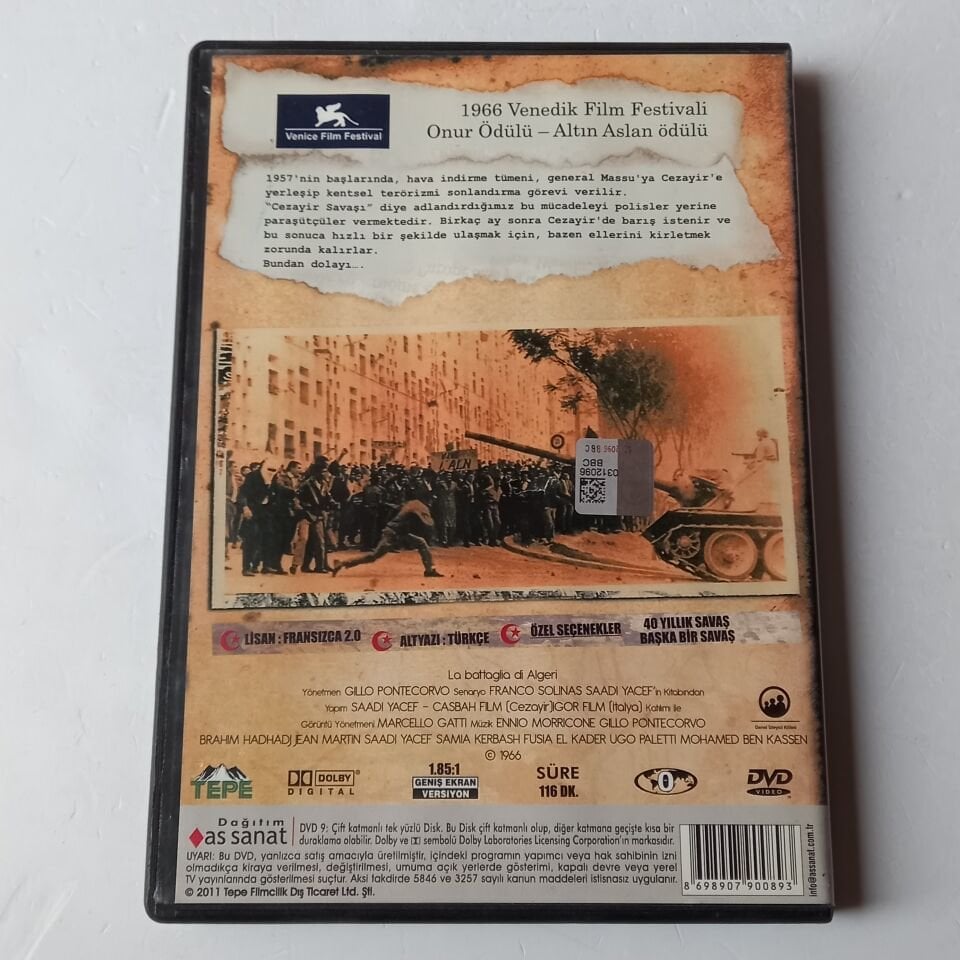 Venice Film Festival
1966 Venedik Film Festivali
Onur Ödülü – Altın Aslan ödülü
1957'nin başlarında, hava indirme tümeni, general Massu'ya Cezayir'e
yerleşip kentsel terörizmi sonlandırma görevi verilir.
"Cezayir Savaşı" diye adlandırdığımız bu mücadeleyi polisler yerine
paraşütçüler vermektedir. Birkaç ay sonra Cezayir'de barış istenir ve
bu sonuca hızlı bir şekilde ulaşmak için, bazen ellerini kirletmek
zorunda kalırlar.
Bundan dolayı….
L'ALN
0312096
BBC
LİSAN : FRANSIZCA 2.0
ALTYAZI : TÜRKÇE
ÖZEL SEÇENEKLER
40 YILLIK SAVAŞ
BAŞKA BİR SAVAŞ
La battaglia di Algeri
Yönetmen GILLO PONTECORVO Senaryo FRANCO SOLINAS SAADI YACEF'in Kitabından
Yapım SAADI YACEF – CASBAH FILM (Cezayir)IGOR FILM (İtalya) Katılımı ile
Görüntü Yönetmeni MARCELLO GATTI Müzik ENNIO MORRICONE GILLO PONTECORVO
BRAHIM HADHADJ JEAN MARTIN SAADI YACEF SAMIA KERBASH FUSIA EL KADER UGO PALETTI MOHAMED BEN KASSEN
© 1966
Genel İzleyici Kitlesi
TEPE
DOLBY
DIGITAL
1.85:1
GENİŞ EKRAN
VERSİYON
SÜRE
116 DK.
0
DVD
VIDEO
Dağıtım
as sanat
DVD 9: Çift katmanlı tek yüzlü Disk. Bu Disk çift katmanlı olup, diğer katmana geçişte kısa bir
duraklama olabilir. Dolby ve sembolü Dolby Laboratories Licensing Corporation'ın markasıdır.
UYARI: Bu DVD, yanlızca satış amacıyla üretilmiştir, içindeki programın yapımcı veya hak sahibinin izni
olmadıkça kiraya verilmesi, değiştirilmesi, umuma açık yerlerde gösterimi, kapalı devre veya yerel
TV yayınlarında gösterilmesi suçtur. Aksi takdirde 5846 ve 3257 sayılı kanun maddeleri istisnasız uygulanır.
© 2011 Tepe Filmcilik Dış Ticaret Ltd. Şti.
8 698907 900893
info@assanat.com.tr